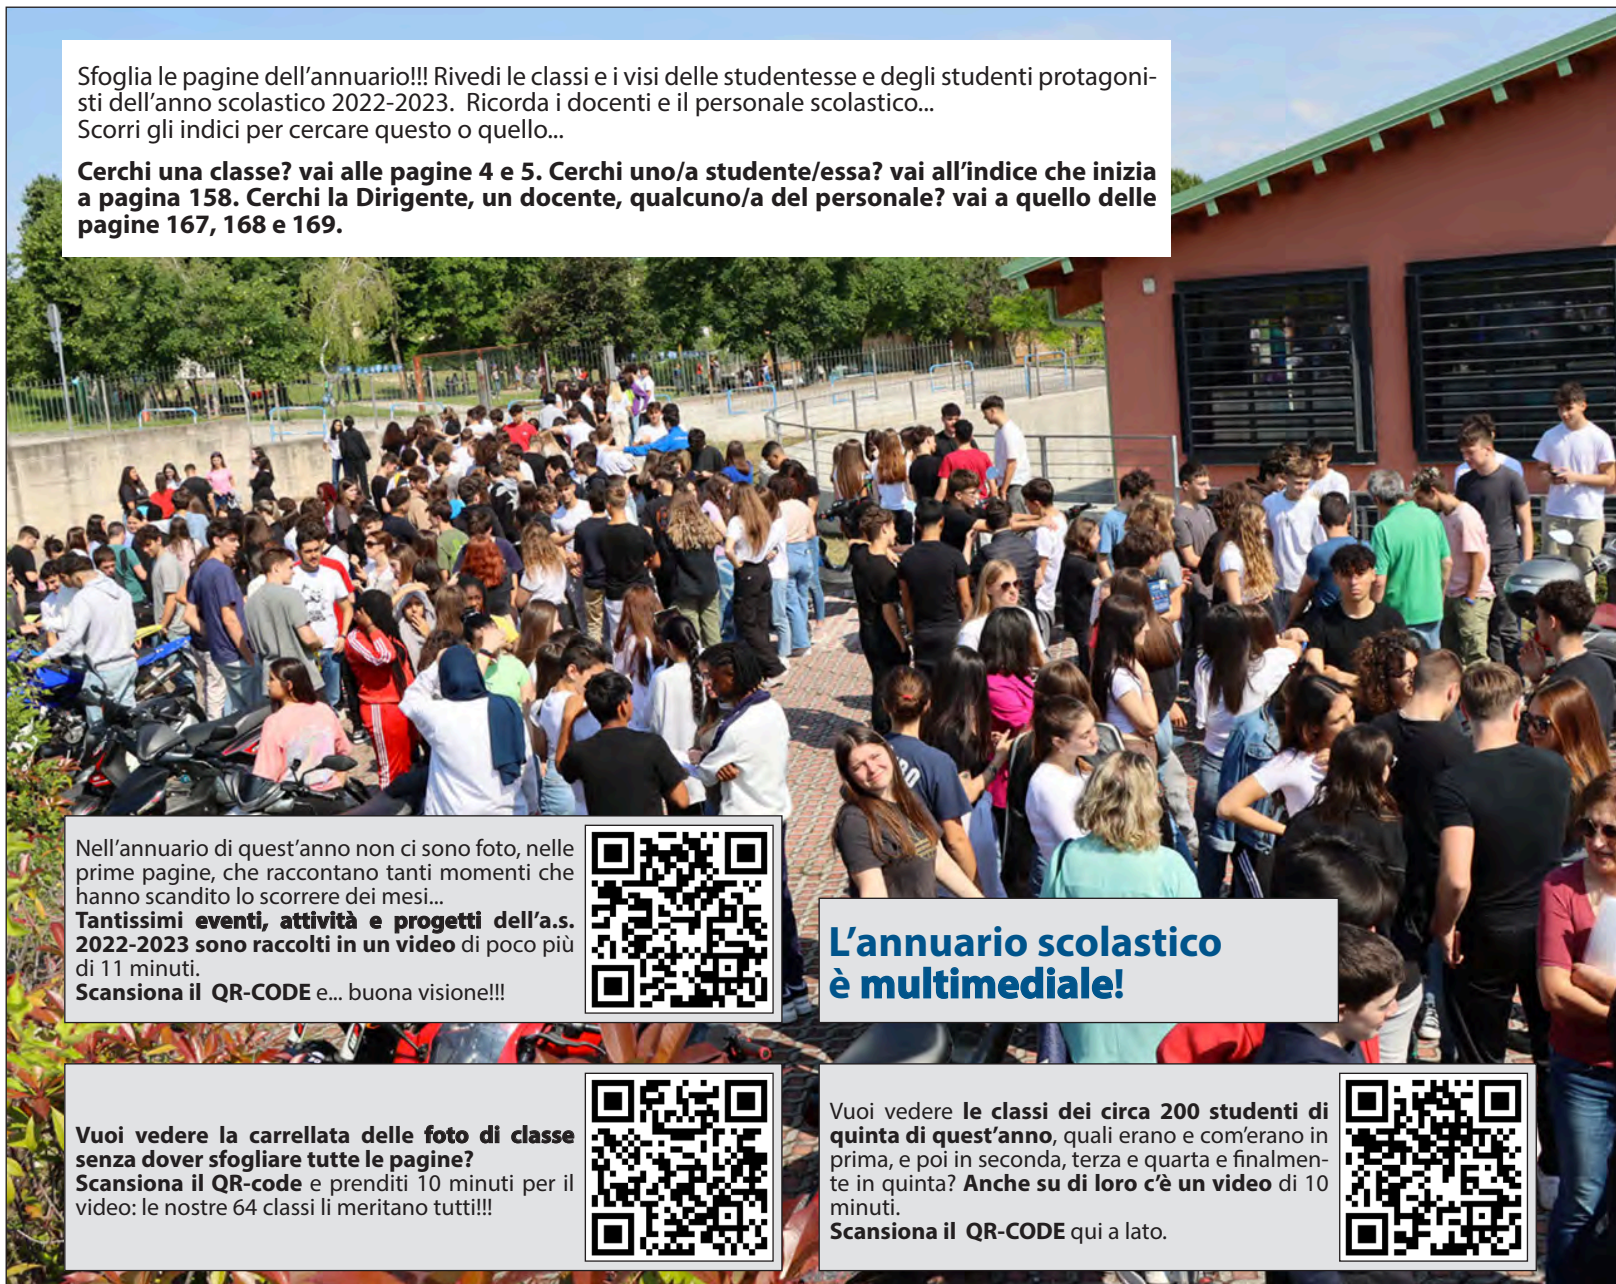 Sfoglia le pagine dell'annuario!!! Rivedi le classi e i visi delle studentesse e degli studenti protagoni-
sti dell'anno scolastico 2022-2023. Ricorda i docenti e il personale scolastico...
Scorri gli indici per cercare questo o quello...
Cerchi una classe? vai alle pagine 4 e 5. Cerchi uno/a studente/essa? vai all'indice che inizia
a pagina 158. Cerchi la Dirigente, un docente, qualcuno/a del personale? vai a quello delle
pagine 167, 168 e 169.
Nell'annuario di quest'anno non ci sono foto, nelle
prime pagine, che raccontano tanti momenti che
hanno scandito lo scorrere dei mesi...
Tantissimi eventi, attività e progetti dell'a.s.
2022-2023 sono raccolti in un video di poco più
di 11 minuti.
Scansiona il QR-CODE e... buona visione!!!
L'annuario scolastico
è multimediale!
Vuoi vedere la carrellata delle foto di classe
senza dover sfogliare tutte le pagine?
Scansiona il QR-code e prenditi 10 minuti per il
video: le nostre 64 classi li meritano tutti!!!
Vuoi vedere le classi dei circa 200 studenti di
quinta di quest'anno, quali erano e com'erano in
prima, e poi in seconda, terza e quarta e finalmen-
te in quinta? Anche su di loro c'è un video di 10
minuti.
Scansiona il QR-CODE qui a lato.